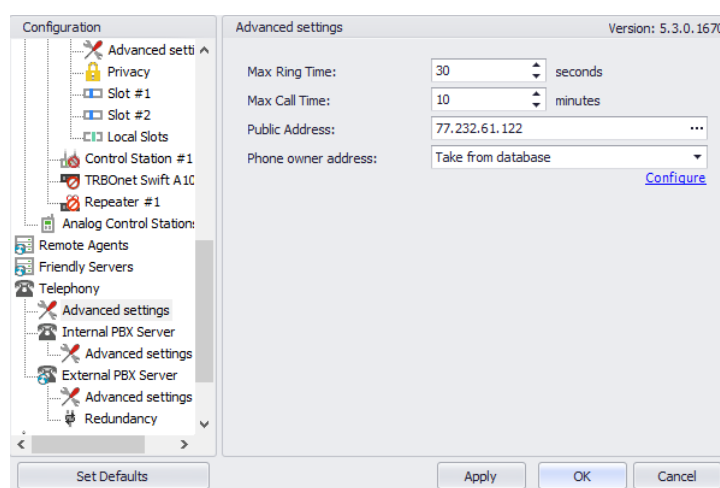 Configuration
Advanced setti
Privacy
Slot #1
Slot #2
Local Slots
Control Station #1
TRBOnet Swift A10
Repeater #1
Analog Control Stations
Remote Agents
Friendly Servers
Telephony
Advanced settings
Internal PBX Server
Advanced settings
External PBX Server
Advanced settings
Redundancy
Set Defaults
Advanced settings Version: 5.3.0.1670
Max Ring Time: 30 seconds
Max Call Time: 10 minutes
Public Address: 77.232.61.122 ...
Phone owner address: Take from database
Configure
Apply OK Cancel